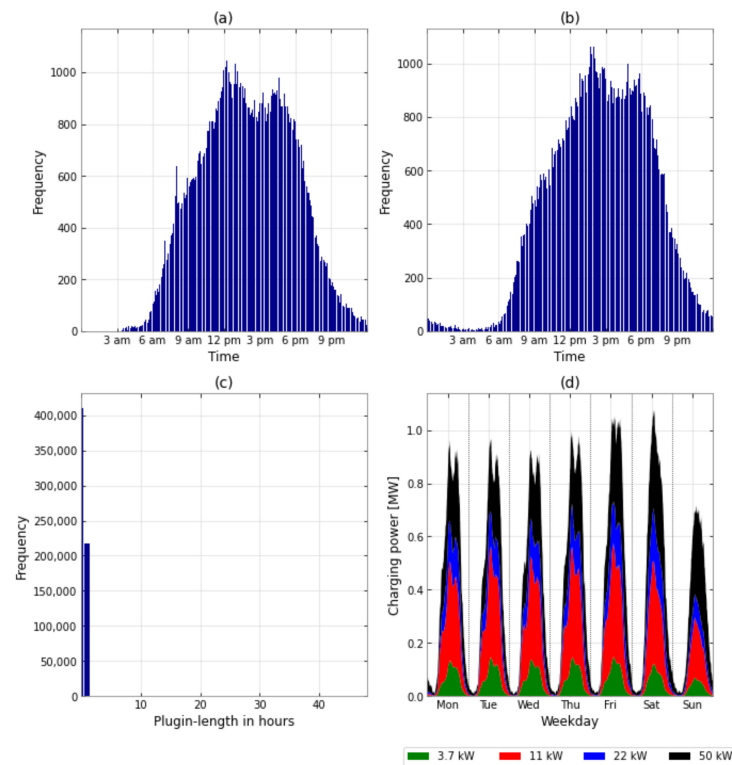 (a)
Frequency
1000
800
600
400
200
0
3 am 6 am 9 am 12 pm 3 pm 6 pm 9 pm
Time
(b)
Frequency
1000
800
600
400
200
0
3 am 6 am 9 am 12 pm 3 pm 6 pm 9 pm
Time
(c)
Frequency
400,000
350,000
300,000
250,000
200,000
150,000
100,000
50,000
0
10 20 30 40
Plugin-length in hours
(d)
Charging power [MW]
1.0
0.8
0.6
0.4
0.2
0.0
Mon Tue Wed Thu Fri Sat Sun
Weekday
3.7 kW 11 kW 22 kW 50 kW